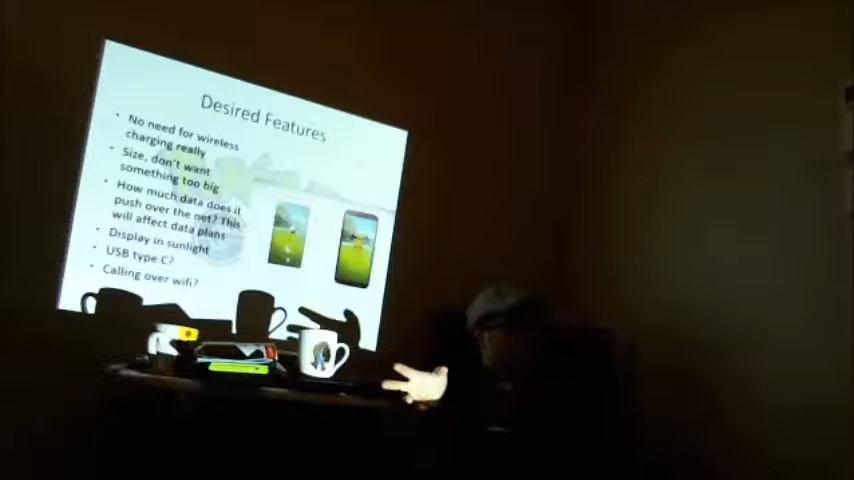 Desired Features
• No need for wireless
charging really
• Size, don't want
something too big
• How much data does it
push over the net? This
will affect data plans
• Display in sunlight
• USB type C?
• Calling over wifi?